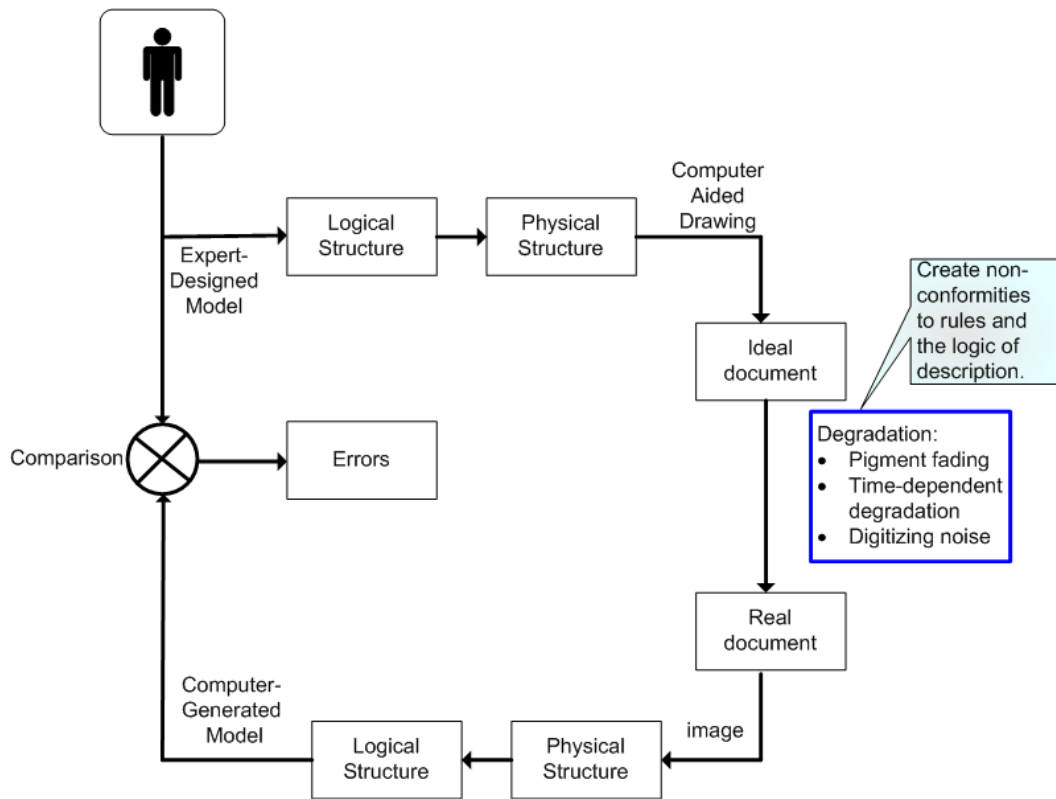 Computer
Aided
Drawing
Logical
Structure
Physical
Structure
Expert-
Designed
Model
Create non-
conformities
to rules and
the logic of
description.
Ideal
document
Degradation:
• Pigment fading
• Time-dependent
degradation
• Digitizing noise
Comparison
Errors
Real
document
Computer-
Generated
Model
image
Logical
Structure
Physical
Structure